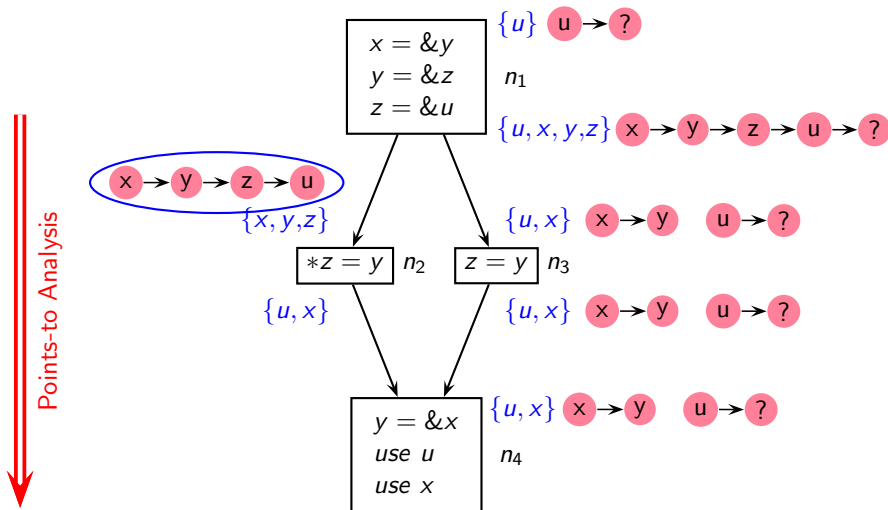 {u} u → ?
x = &y
y = &z
z = &u
n1
{u, x, y,z} x → y → z → u → ?
x → y → z → u
{x, y,z}
{u, x} x → y u → ?
*z = y n2
z = y n3
{u, x}
{u, x} x → y u → ?
{u, x} x → y u → ?
y = &x
use u
use x
n4
Points-to Analysis